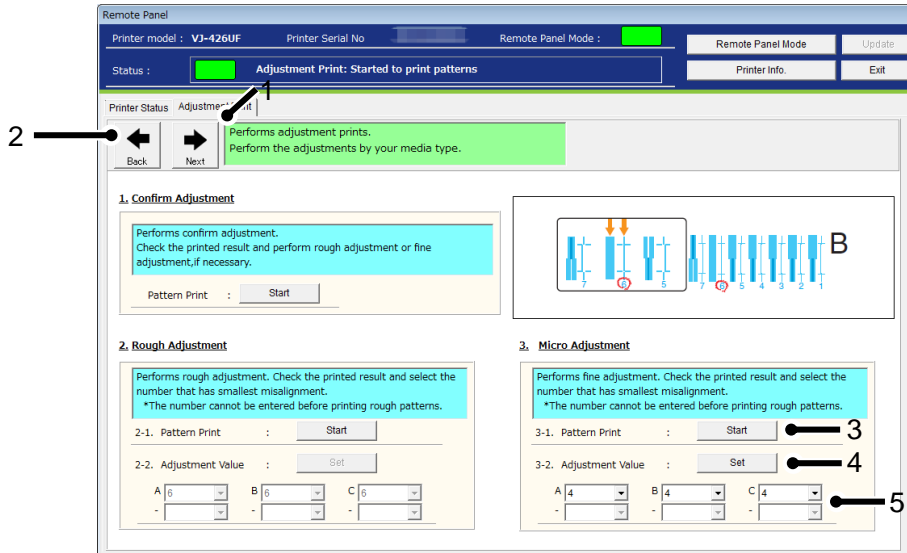 Remote Panel
Printer model : VJ-426UF Printer Serial No Remote Panel Mode :
Remote Panel Mode Update
Status : Adjustment Print: Started to print patterns
Printer Info. Exit
1
Printer Status Adjustment Print
2
Back Next
Performs adjustment prints.
Perform the adjustments by your media type.
1. Confirm Adjustment
Performs confirm adjustment.
Check the printed result and perform rough adjustment or fine
adjustment,if necessary.
Pattern Print : Start
B
7 6 5 7 6 5 4 3 2 1
2. Rough Adjustment
Performs rough adjustment. Check the printed result and select the
number that has smallest misalignment.
*The number cannot be entered before printing rough patterns.
2-1. Pattern Print : Start
2-2. Adjustment Value : Set
A 6 B 6 C 6
- - -
3. Micro Adjustment
Performs fine adjustment. Check the printed result and select the
number that has smallest misalignment.
*The number cannot be entered before printing rough patterns.
3-1. Pattern Print : Start 3
3-2. Adjustment Value : Set 4
A 4 B 4 C 4
- - - 5